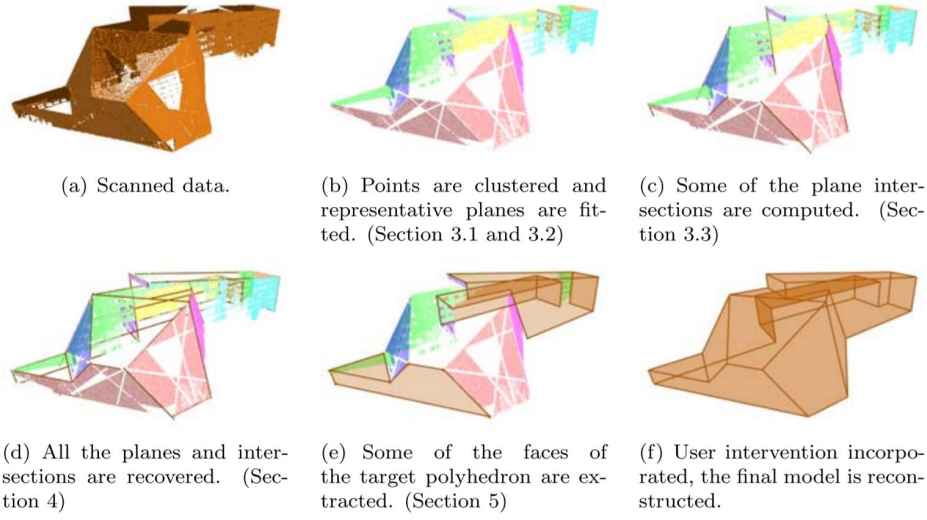 (a) Scanned data.
(b) Points are clustered and
representative planes are fit-
ted. (Section 3.1 and 3.2)
(c) Some of the plane inter-
sections are computed. (Sec-
tion 3.3)
(d) All the planes and inter-
sections are recovered. (Sec-
tion 4)
(e) Some of the faces of
the target polyhedron are ex-
tracted. (Section 5)
(f) User intervention incorpo-
rated, the final model is recon-
structed.